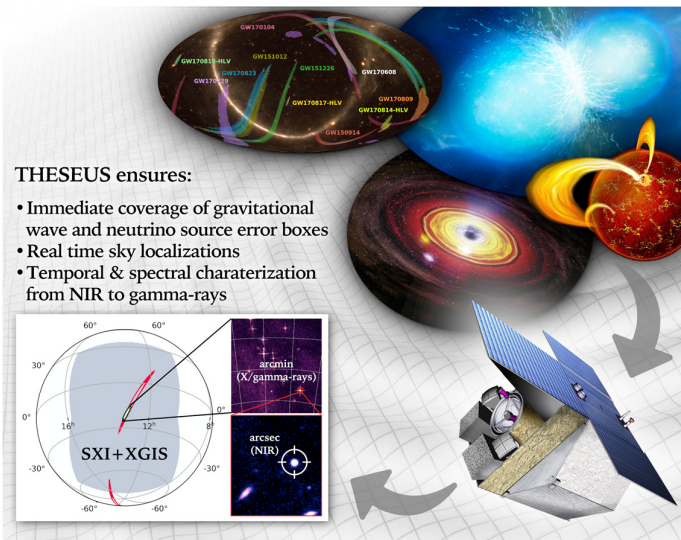 GW170104
GW170818-HLV
GW151012
GW151226
GW170823
GW170608
GW170729
GW170817-HLV
GW170809
GW170814-HLV
GW150914
THESEUS ensures:
• Immediate coverage of gravitational
wave and neutrino source error boxes
• Real time sky localizations
• Temporal & spectral charaterization
from NIR to gamma-rays
60° 60°
30°
0° 0°
16h 12h 8h
-30° -30°
-60° -60°
SXI+XGIS
arcmin
(X/gamma-rays)
arcsec
(NIR)